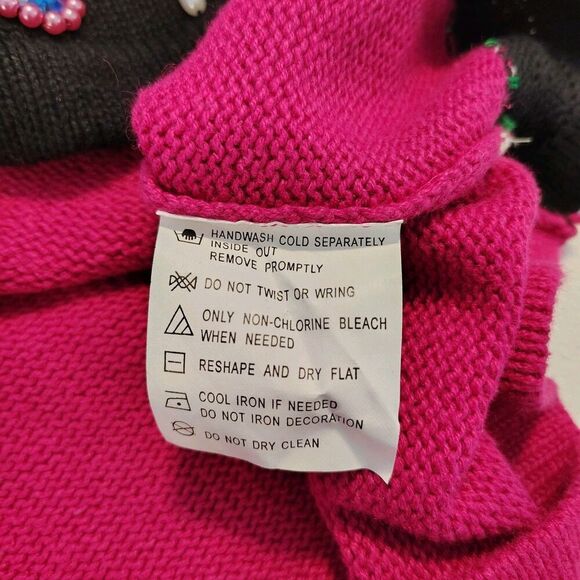 HANDWASH COLD SEPARATELY
INSIDE OUT
REMOVE PROMPTLY
DO NOT TWIST OR WRING
ONLY NON-CHLORINE BLEACH
WHEN NEEDED
RESHAPE AND DRY FLAT
COOL IRON IF NEEDED
DO NOT IRON DECORATION
DO NOT DRY CLEAN